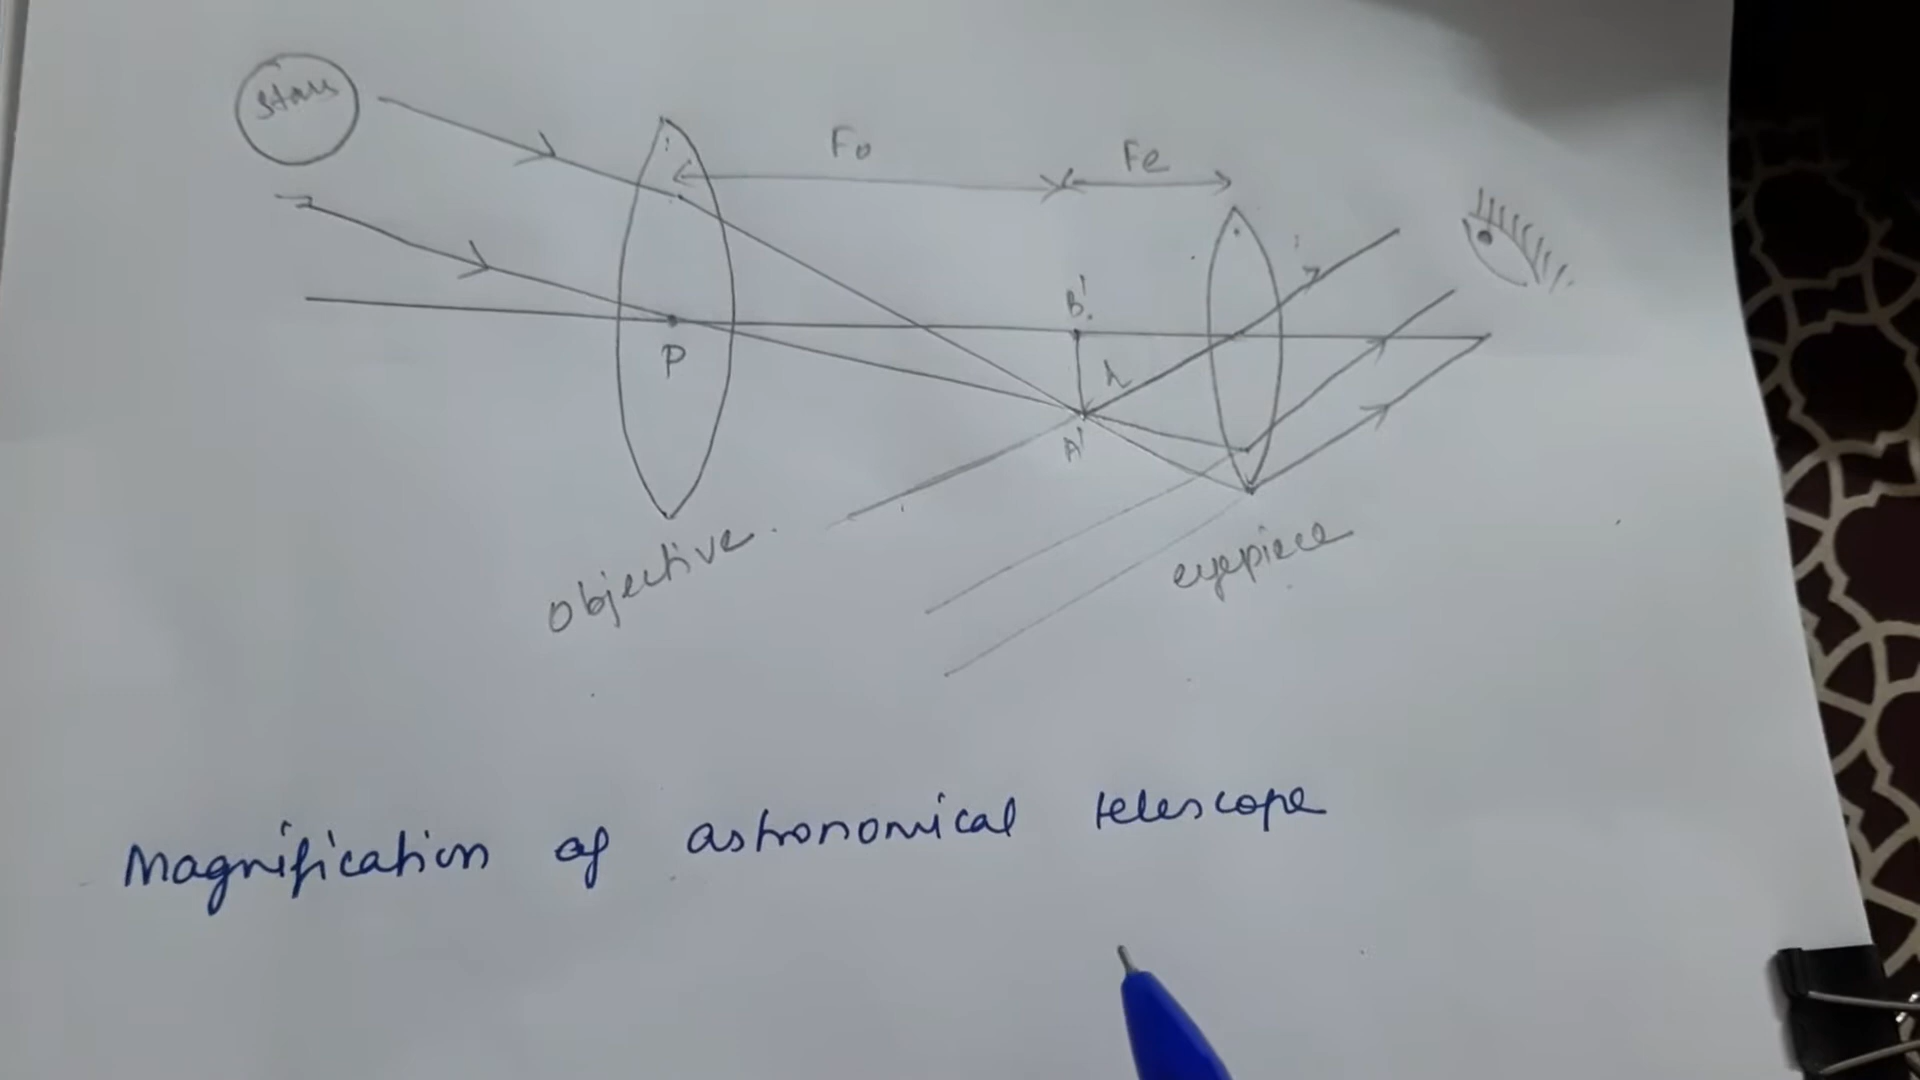 stars
Fo
Fe
B'
P
h
A'
objective.
eyepiece
Magnification of astronomical telescope